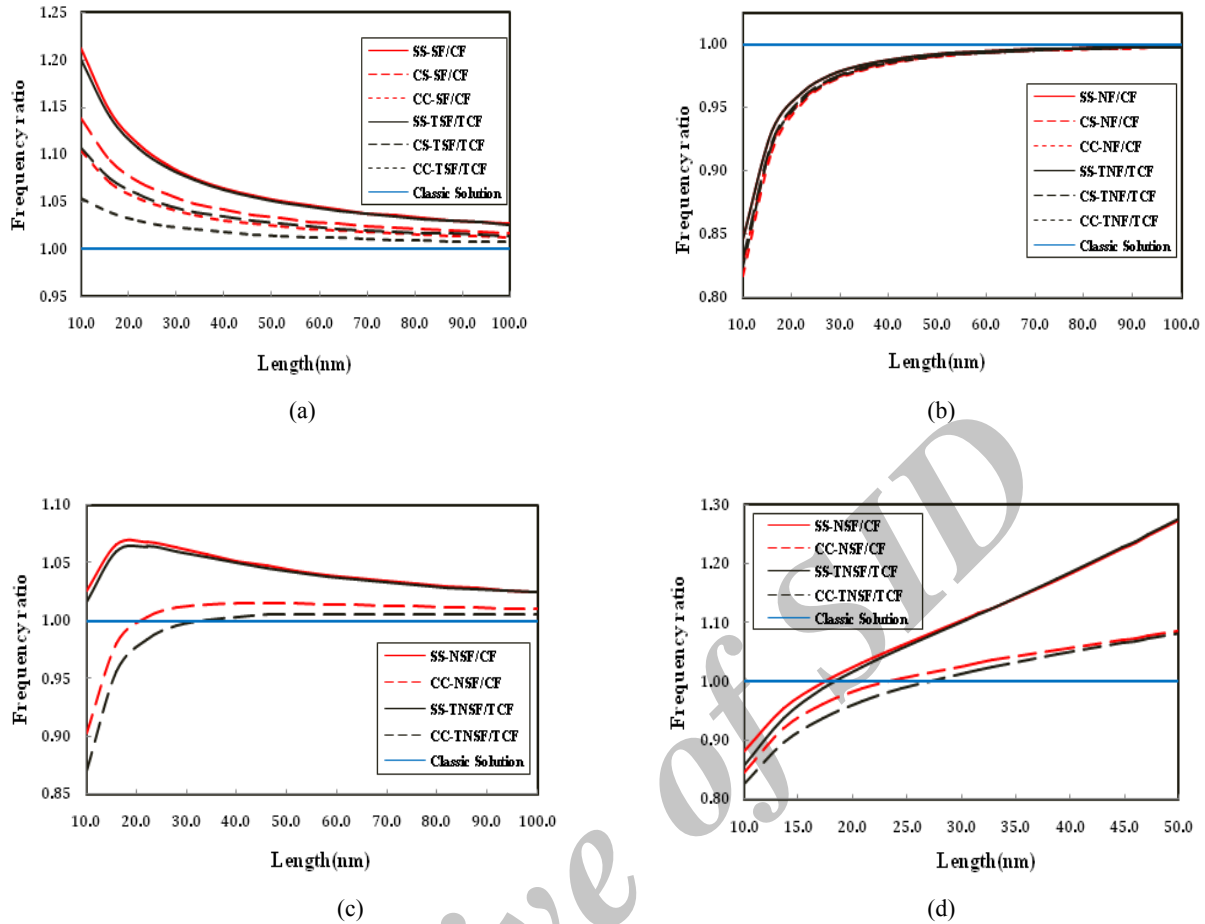 1.25
1.20
1.15
1.10
1.05
1.00
0.95
Frequency ratio
SS-SF/CF
CS-SF/CF
CC-SF/CF
SS-TSF/TCF
CS-TSF/TCF
CC-TSF/TCF
Classic Solution
10.0 20.0 30.0 40.0 50.0 60.0 70.0 80.0 90.0 100.0
Length(nm)
(a)
1.00
0.95
0.90
0.85
0.80
Frequency ratio
SS-NF/CF
CS-NF/CF
CC-NF/CF
SS-TNF/TCF
CS-TNF/TCF
CC-TNF/TCF
Classic Solution
10.0 20.0 30.0 40.0 50.0 60.0 70.0 80.0 90.0 100.0
Length(nm)
(b)
1.10
1.05
1.00
0.95
0.90
0.85
Frequency ratio
SS-NSF/CF
CC-NSF/CF
SS-TNSF/TCF
CC-TNSF/TCF
Classic Solution
10.0 20.0 30.0 40.0 50.0 60.0 70.0 80.0 90.0 100.0
Length(nm)
(c)
1.30
1.20
1.10
1.00
0.90
0.80
Frequency ratio
SS-NSF/CF
CC-NSF/CF
SS-TNSF/TCF
CC-TNSF/TCF
Classic Solution
10.0 15.0 20.0 25.0 30.0 35.0 40.0 45.0 50.0
Length(nm)
(d)
ive of SID